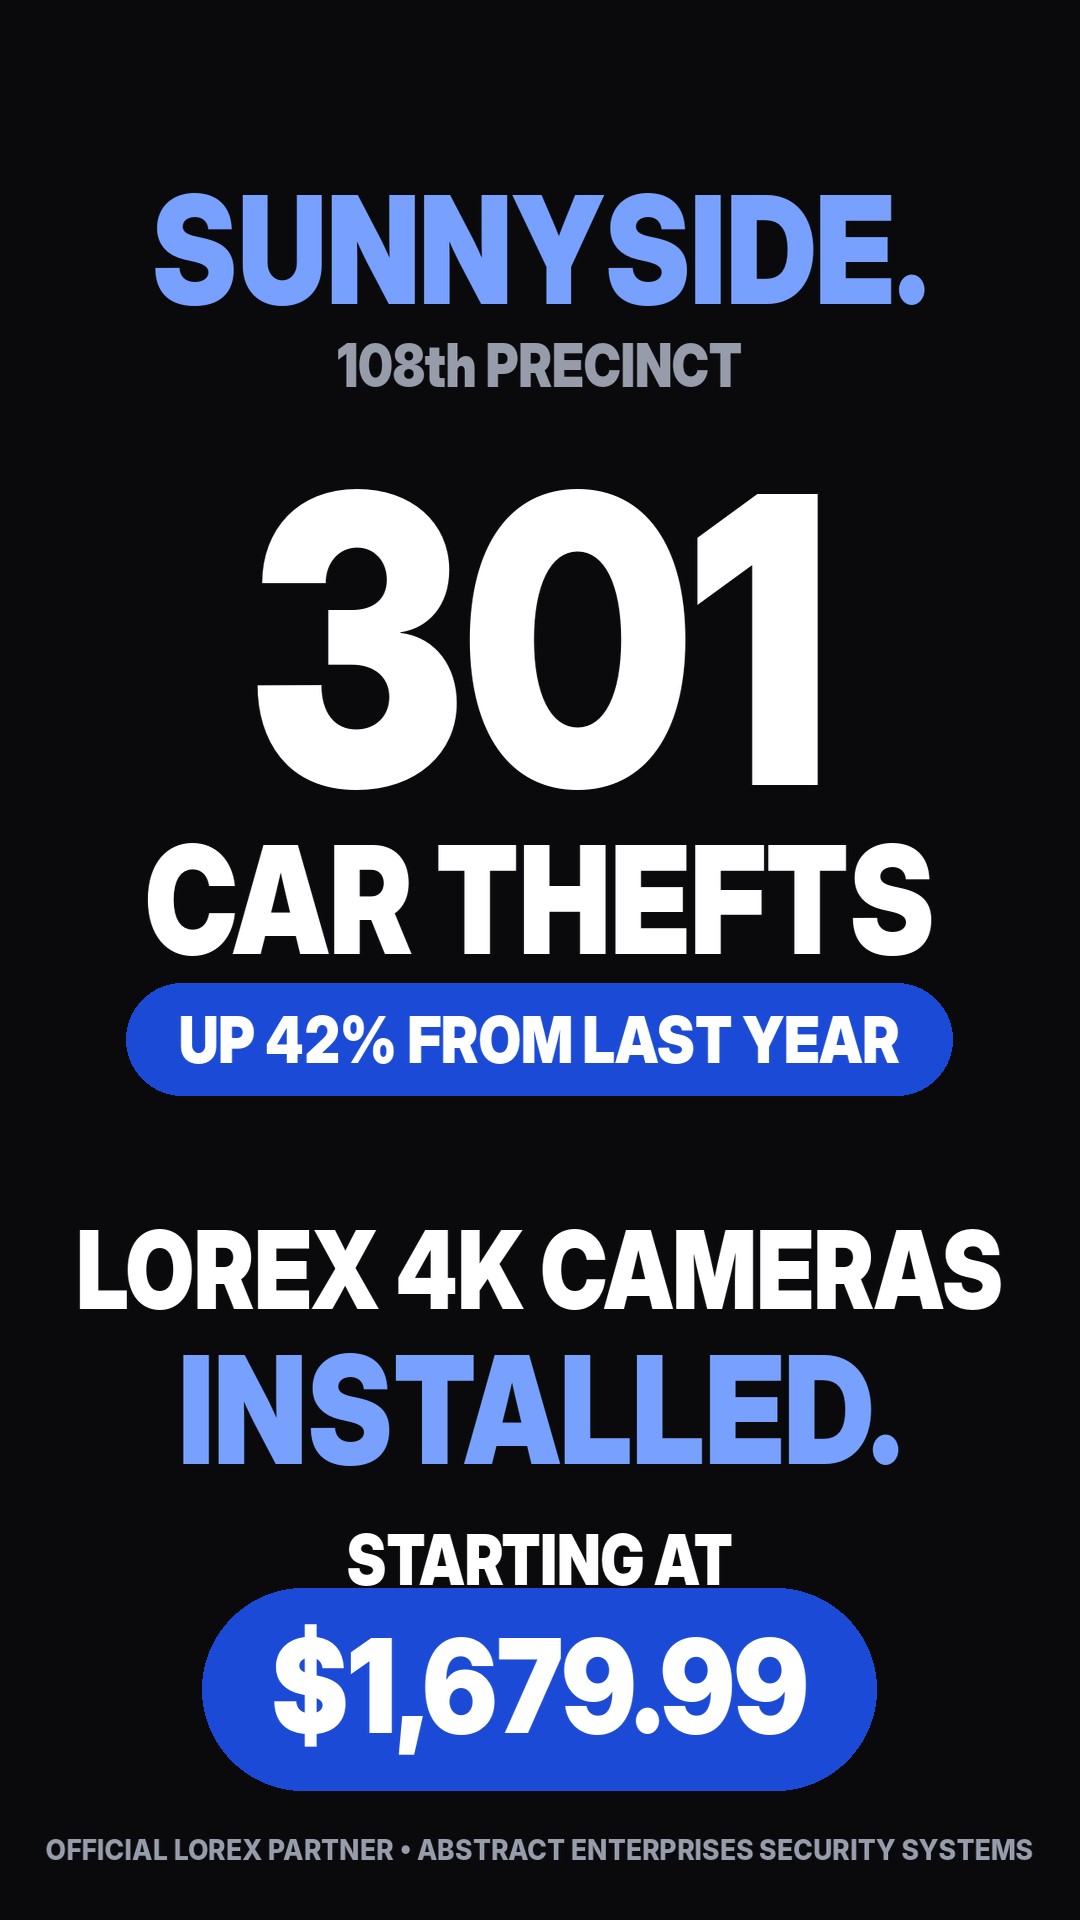 SUNNYSIDE.
108th PRECINCT
301
CAR THEFTS
UP 42% FROM LAST YEAR
LOREX 4K CAMERAS
INSTALLED.
STARTING AT
$1,679.99
OFFICIAL LOREX PARTNER • ABSTRACT ENTERPRISES SECURITY SYSTEMS